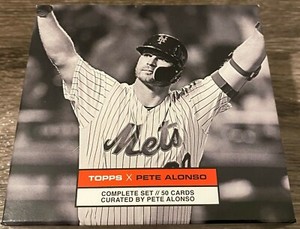 Mets
TOPPS X PETE ALONSO
COMPLETE SET // 50 CARDS
CURATED BY PETE ALONSO